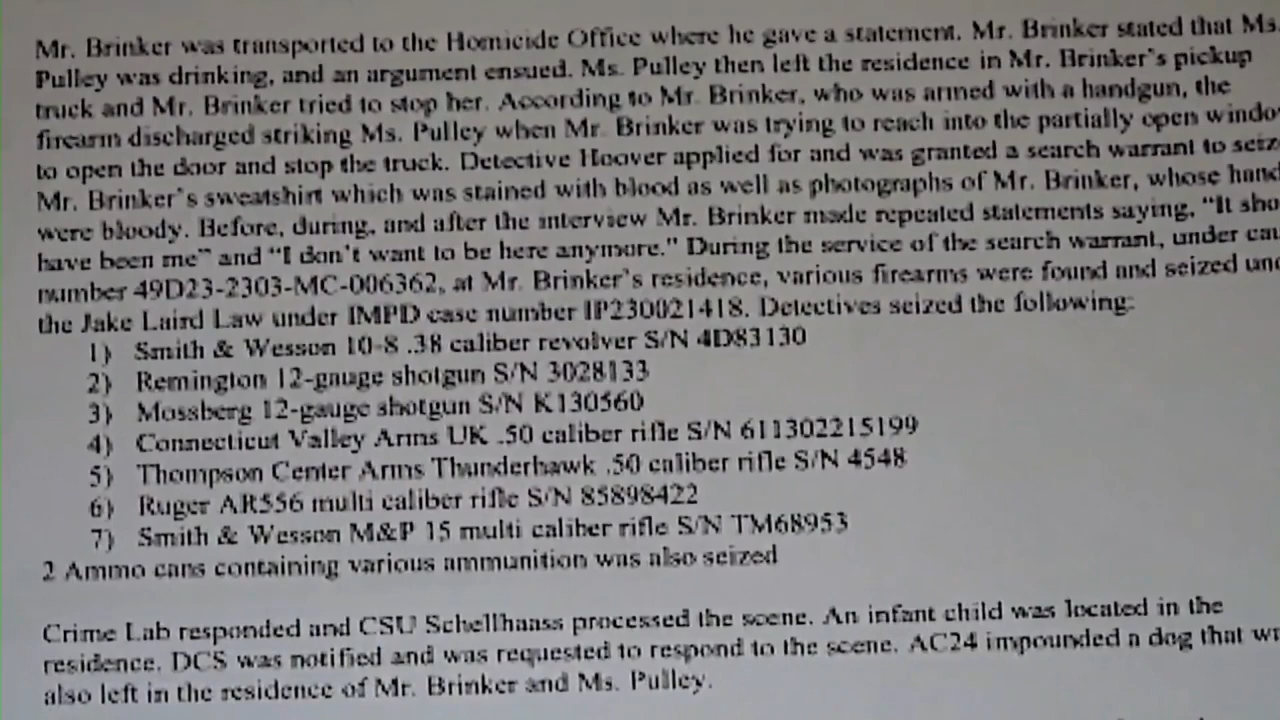 Mr. Brinker was transported to the Homicide Office where he gave a statement. Mr. Brinker stated that Ms.
Pulley was drinking, and an argument ensued. Ms. Pulley then left the residence in Mr. Brinker's pickup
truck and Mr. Brinker tried to stop her. According to Mr. Brinker, who was armed with a handgun, the
firearm discharged striking Ms. Pulley when Mr. Brinker was trying to reach into the partially open windo
to open the door and stop the truck. Detective Hoover applied for and was granted a search warrant to seiz
Mr. Brinker's sweatshirt which was stained with blood as well as photographs of Mr. Brinker, whose hand
were bloody. Before, during, and after the interview Mr. Brinker made repeated statements saying, "It sho
have been me" and "I don't want to be here anymore." During the service of the search warrant, under cau
number 49D23-2303-MC-006362, at Mr. Brinker's residence, various firearms were found and seized und
the Jake Laird Law under IMPD case number IP230021418. Detectives seized the following:
1) Smith & Wesson 10-8 .38 caliber revolver S/N 4D83130
2) Remington 12-gauge shotgun S/N 3028133
3) Mossberg 12-gauge shotgun S/N K130560
4) Connecticut Valley Arms UK .50 caliber rifle S/N 611302215199
5) Thompson Center Arms Thunderhawk .50 caliber rifle S/N 4548
6) Ruger AR556 multi caliber rifle S/N 85898422
7) Smith & Wesson M&P 15 multi caliber rifle S/N TM68953
2 Ammo cans containing various ammunition was also seized
Crime Lab responded and CSU Schellhaass processed the scene. An infant child was located in the
residence. DCS was notified and was requested to respond to the scene. AC24 impounded a dog that w
also left in the residence of Mr. Brinker and Ms. Pulley.